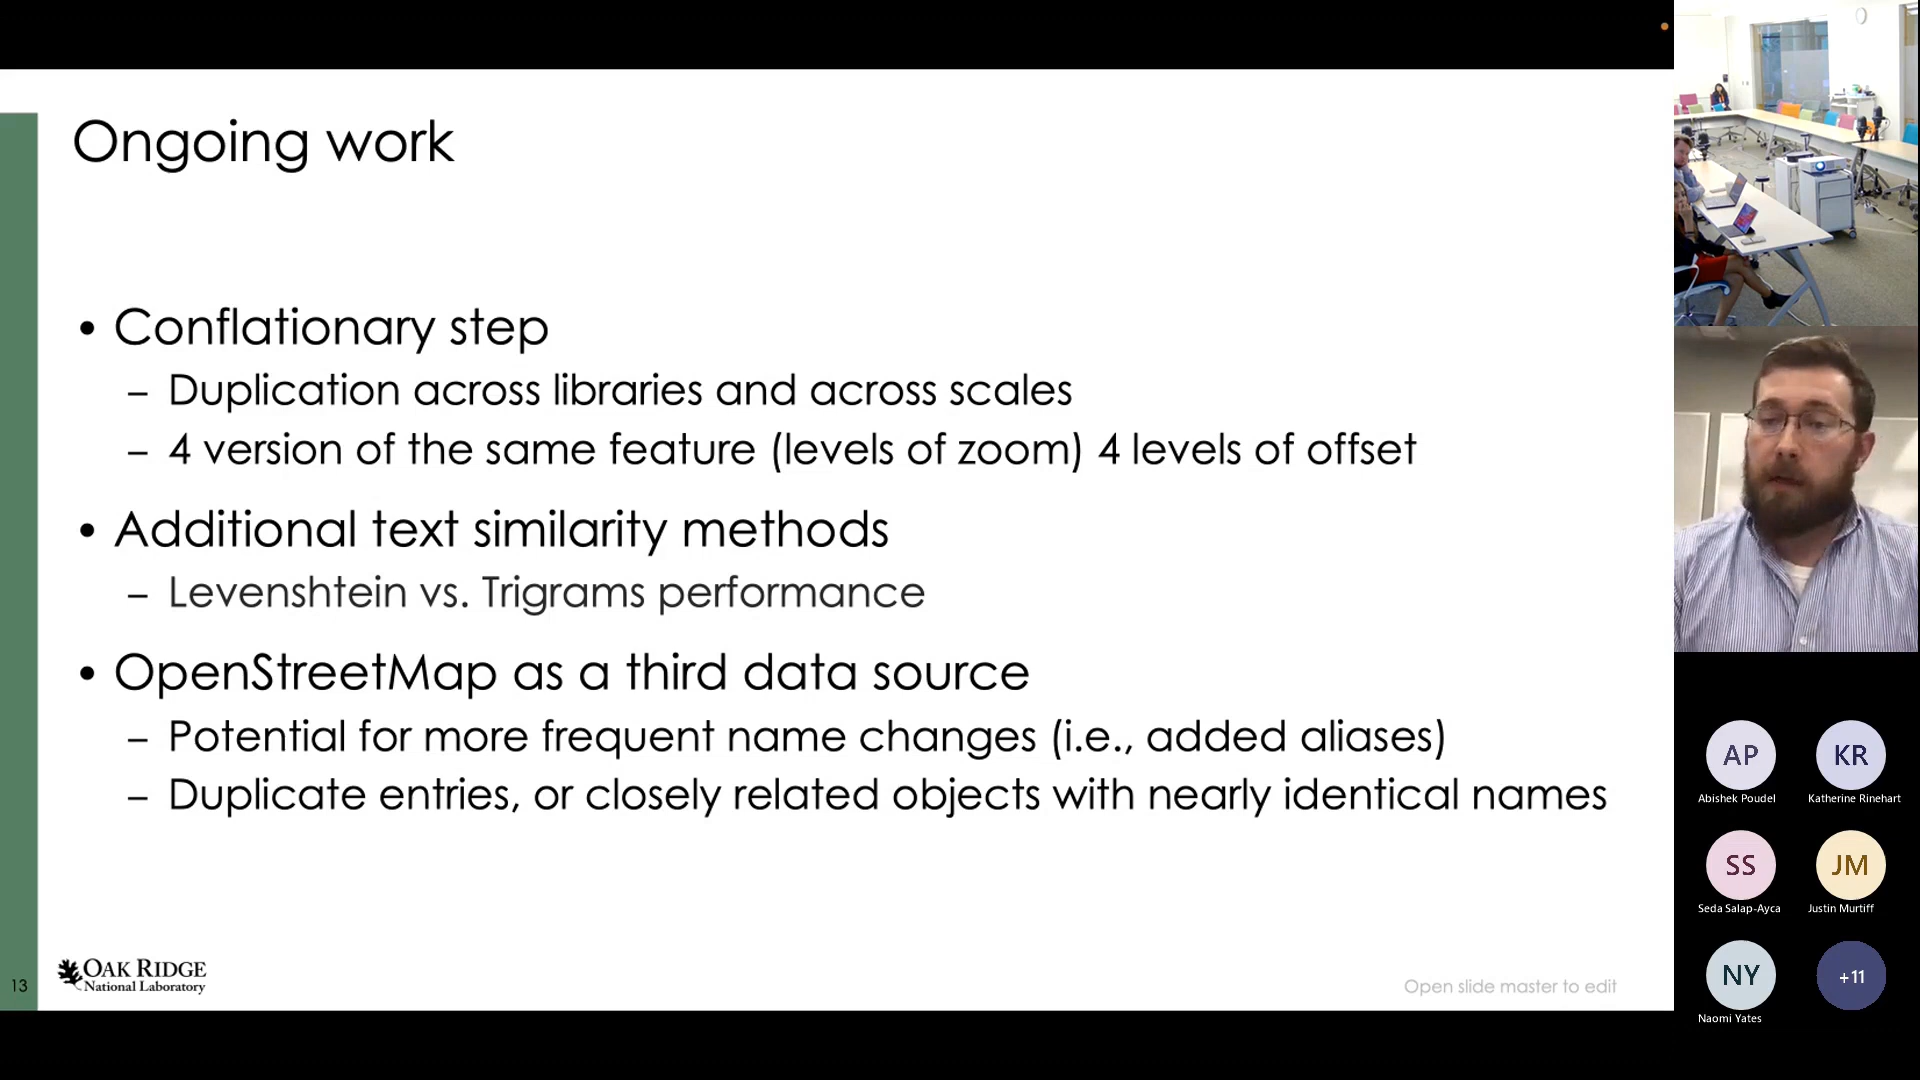 Ongoing work
• Conflationary step
– Duplication across libraries and across scales
– 4 version of the same feature (levels of zoom) 4 levels of offset
• Additional text similarity methods
– Levenshtein vs. Trigrams performance
• OpenStreetMap as a third data source
– Potential for more frequent name changes (i.e., added aliases)
– Duplicate entries, or closely related objects with nearly identical names
13
OAK RIDGE
National Laboratory
Open slide master to edit
AP
Abishek Poudel
KR
Katherine Rinehart
SS
Seda Salap-Ayca
JM
Justin Murtiff
NY
Naomi Yates
+11